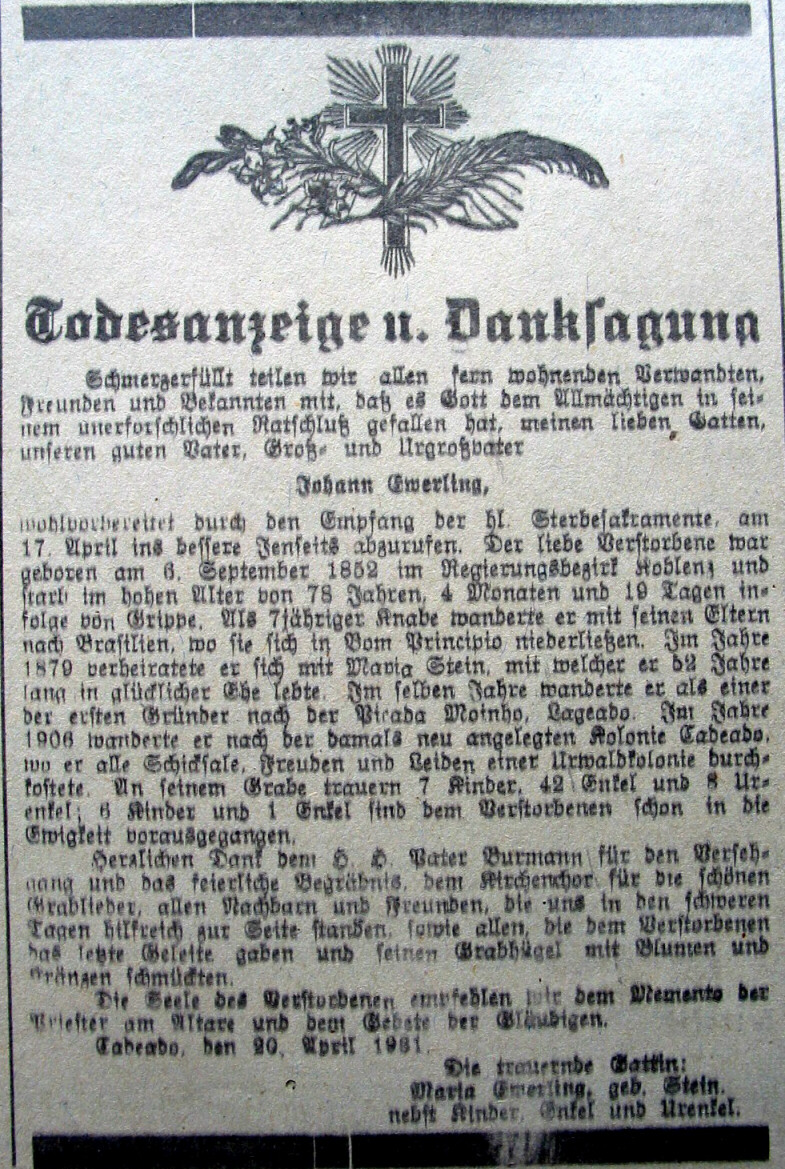 Todesanzeige u. Danksagung
Schmerzerfüllt teilen wir allen fern wohnenden Verwandten,
Freunden und Bekannten mit, daß es Gott dem Allmächtigen in sei-
nem unerforschlichen Ratschluß gefallen hat, meinen lieben Gatten,
unseren guten Vater, Groß- und Urgroßvater
Johann Ewerling,
wohlvorbereitet durch den Empfang der hl. Sterbesakramente, am
17. April ins bessere Jenseits abzurufen. Der liebe Verstorbene war
geboren am 6. September 1852 im Regierungsbezirk Koblenz und
starb im hohen Alter von 78 Jahren, 4 Monaten und 19 Tagen in-
folge von Grippe. Als 7jähriger Knabe wanderte er mit seinen Eltern
nach Brasilien, wo sie sich in Bom Principio niederließen. Im Jahre
1879 verheiratete er sich mit Maria Stein, mit welcher er 52 Jahre
lang in glücklicher Ehe lebte. Im selben Jahre wanderte er als einer
der ersten Gründer nach der Picada Moinho, Lageado. Im Jahre
1906 wanderte er nach der damals neu angelegten Kolonie Cadeado,
wo er alle Schicksale, Freuden und Leiden einer Urwaldkolonie durch-
kostete. An seinem Grabe trauern 7 Kinder, 42 Enkel und 8 Ur-
enkel; 6 Kinder und 1 Enkel sind dem Verstorbenen schon in die
Ewigkeit vorausgegangen.
Herzlichen Dank dem H. H. Pater Burmann für den Verseh-
gang und das feierliche Begräbnis, dem Kirchenchor für die schönen
Grablieder, allen Nachbarn und Freunden, die uns in den schweren
Tagen hilfreich zur Seite standen, sowie allen, die dem Verstorbenen
das letzte Geleite gaben und seinen Grabhügel mit Blumen und
Kränzen schmückten.
Die Seele des Verstorbenen empfehlen wir dem Memento der
Priester am Altare und dem Gebete der Gläubigen.
Cadeado, den 20. April 1931.
Die trauernde Gattin:
Maria Ewerling, geb. Stein.
nebst Kinder, Enkel und Urenkel.